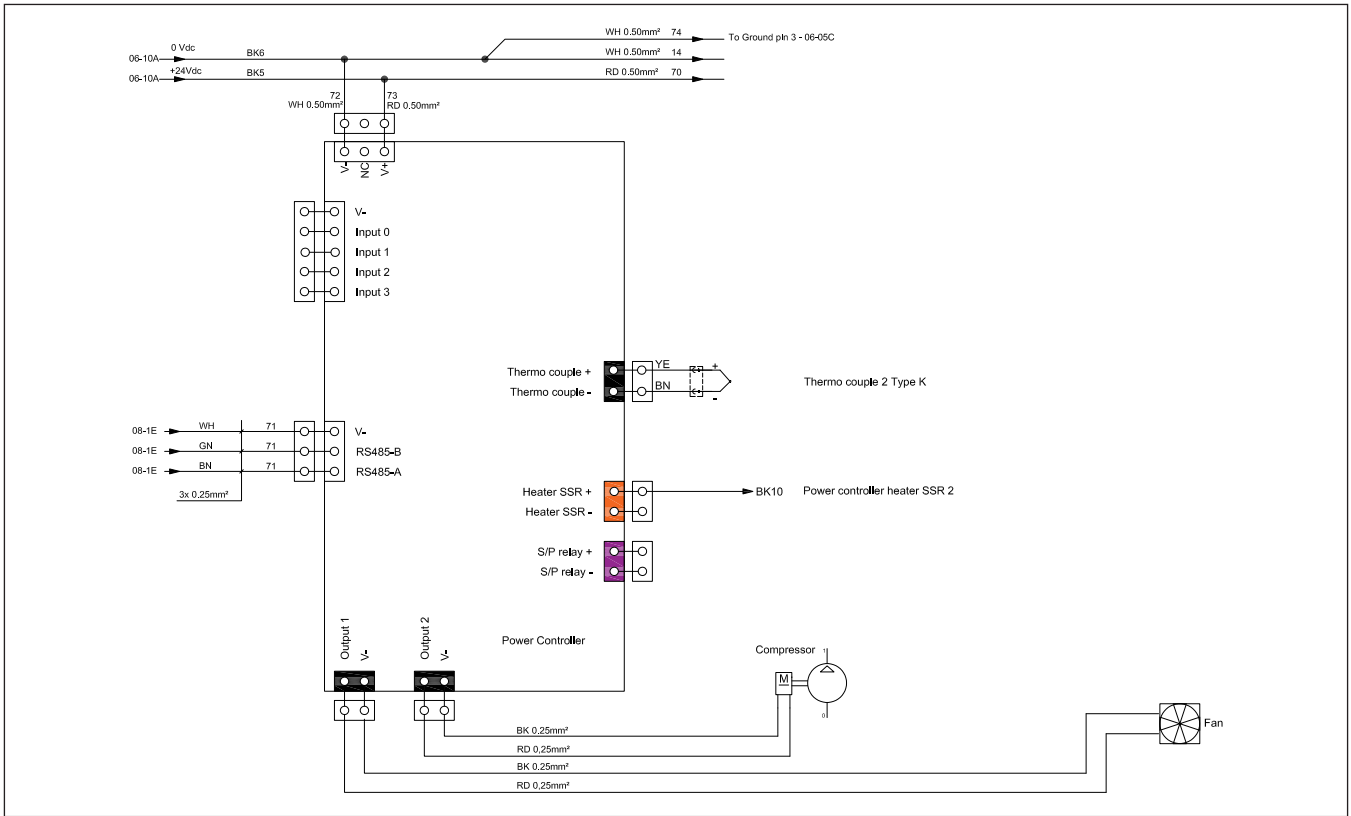 WH 0.50mm² 74 To Ground pin 3 - 06-05C
0 Vdc
06-10A BK6 WH 0.50mm² 14
+24Vdc
06-10A BK5 RD 0.50mm² 70
72 73
WH 0.50mm² RD 0.50mm²
V- NC V+
V-
Input 0
Input 1
Input 2
Input 3
Thermo couple + YE +
Thermo couple - BN -
Thermo couple 2 Type K
08-1E WH 71 V-
08-1E GN 71 RS485-B
08-1E BN 71 RS485-A
3x 0.25mm²
Heater SSR + BK10 Power controller heater SSR 2
Heater SSR -
S/P relay +
S/P relay -
Output 1 V- Output 2 V-
Power Controller
Compressor 1
M
0
Fan
BK 0.25mm²
RD 0,25mm²
BK 0.25mm²
RD 0,25mm²